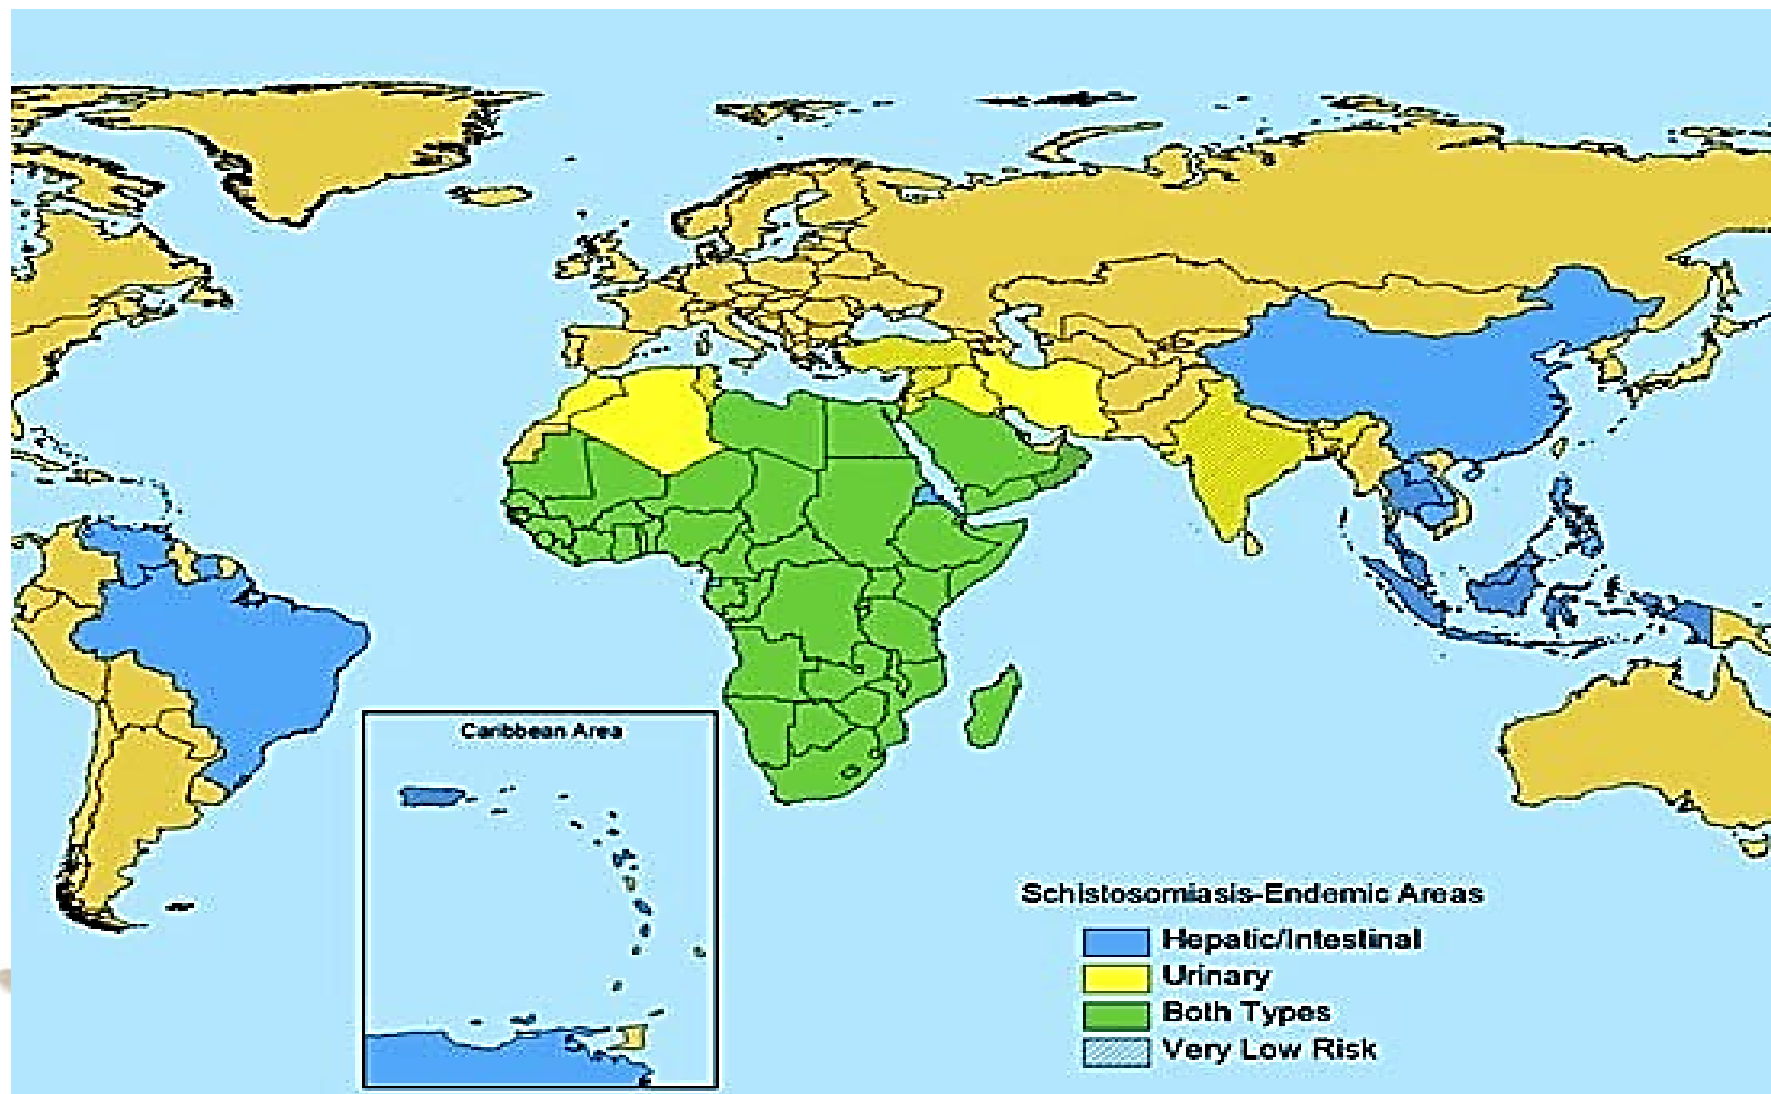 Caribbean Area
Schistosomiasis-Endemic Areas
Hepatic/Intestinal
Urinary
Both Types
Very Low Risk